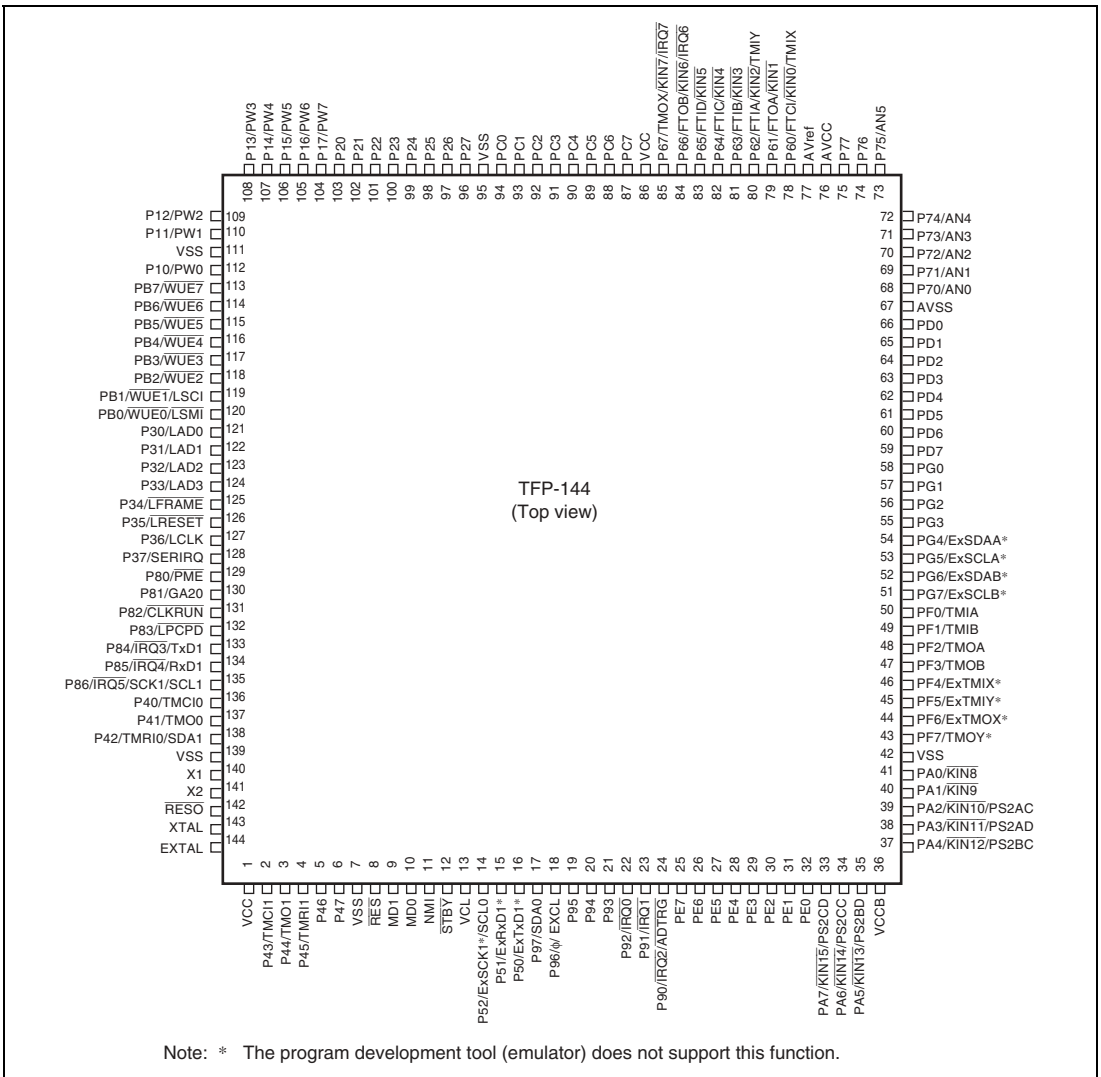 P13/PW3
P14/PW4
P15/PW5
P16/PW6
P17/PW7
P20
P21
P22
P23
P24
P25
P26
P27
VSS
PC0
PC1
PC2
PC3
PC4
PC5
PC6
PC7
VCC
P67/TMOX/KIN7/IRQ7
P66/FTOB/KIN6/IRQ6
P65/FTID/KIN5
P64/FTIC/KIN4
P63/FTIB/KIN3
P62/FTIA/KIN2/TMIY
P61/FTOA/KIN1
P60/FTCI/KIN0/TMIX
AVref
AVCC
P77
P76
P75/AN5
108
107
106
105
104
103
102
101
100
99
98
97
95
94
93
92
91
90
89
88
87
86
85
84
83
82
81
80
79
78
77
76
75
74
73
P12/PW2 109
P11/PW1 110
VSS 111
P10/PW0 112
PB7/WUE7 113
PB6/WUE6 114
PB5/WUE5 115
PB4/WUE4 116
PB3/WUE3 117
PB2/WUE2 118
PB1/WUE1/LSCI 119
PB0/WUE0/LSMI 120
P30/LAD0 121
P31/LAD1 122
P32/LAD2 123
P33/LAD3 124
P34/LFRAME 125
P35/LRESET 126
P36/LCLK 127
P37/SERIRQ 128
P80/PME 129
P81/GA20 130
P82/CLKRUN 131
P83/LPCPD 132
P84/IRQ3/TxD1 133
P85/IRQ4/RxD1 134
P86/IRQ5/SCK1/SCL1 135
P40/TMCI0 136
P41/TMO0 137
P42/TMRI0/SDA1 138
VSS 139
X1 140
X2 141
RESO 142
XTAL 143
EXTAL 144
TFP-144
(Top view)
72 P74/AN4
71 P73/AN3
70 P72/AN2
69 P71/AN1
68 P70/AN0
67 AVSS
66 PD0
65 PD1
64 PD2
63 PD3
62 PD4
61 PD5
60 PD6
59 PD7
58 PG0
57 PG1
56 PG2
55 PG3
54 PG4/ExSDAA*
53 PG5/ExSCLA*
52 PG6/ExSDAB*
51 PG7/ExSCLB*
50 PF0/TMIA
49 PF1/TMIB
48 PF2/TMOA
47 PF3/TMOB
46 PF4/ExTMIX*
45 PF5/ExTMIY*
44 PF6/ExTMOX*
43 PF7/TMOY*
42 VSS
41 PA0/KIN8
40 PA1/KIN9
39 PA2/KIN10/PS2AC
38 PA3/KIN11/PS2AD
37 PA4/KIN12/PS2BC
1
2
3
4
5
6
7
8
9
10
11
12
13
14
15
16
17
18
19
20
21
22
23
24
25
26
27
28
29
30
31
32
33
34
35
36
VCC
P43/TMCI1
P44/TMO1
P45/TMRI1
P46
P47
VSS
RES
MD1
MD0
NMI
STBY
VCL
P52/ExSCK1*/SCL0
P51/ExRxD1*
P50/ExTxD1*
P97/SDA0
P96/φ/ EXCL
P95
P94
P93
P92/IRQ0
P91/IRQ1
P90/IRQ2/ADTRG
PE7
PE6
PE5
PE4
PE3
PE2
PE1
PE0
PA7/KIN15/PS2CD
PA6/KIN14/PS2CC
PA5/KIN13/PS2BD
VCCB
Note: * The program development tool (emulator) does not support this function.